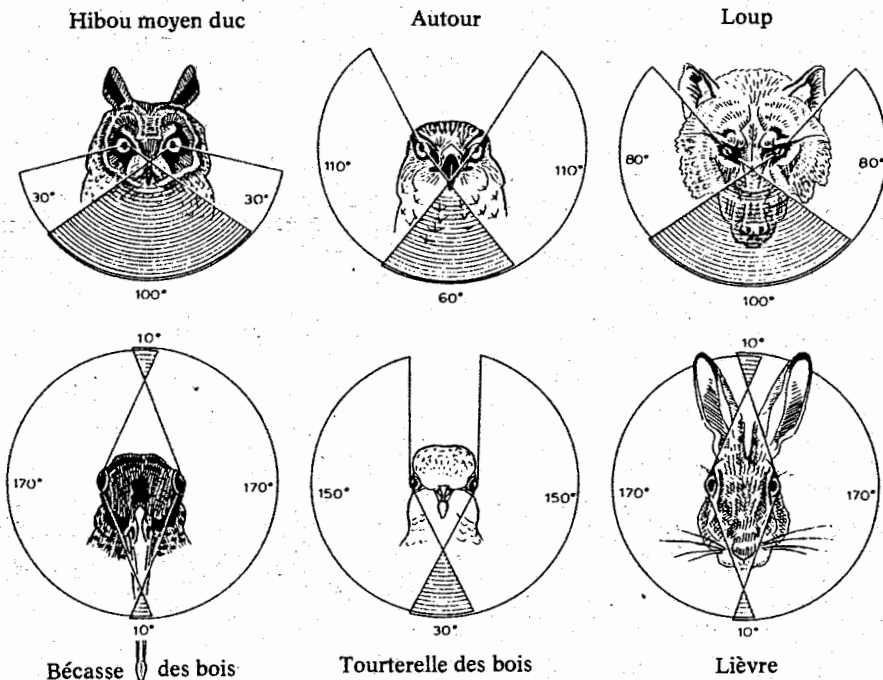 Hibou moyen duc Autour Loup
30° 30° 110° 110° 80° 80°
100° 60° 100°
10° 10°
170° 170° 150° 150° 170° 170°
10° 30° 10°
Bécasse des bois Tourterelle des bois Lièvre